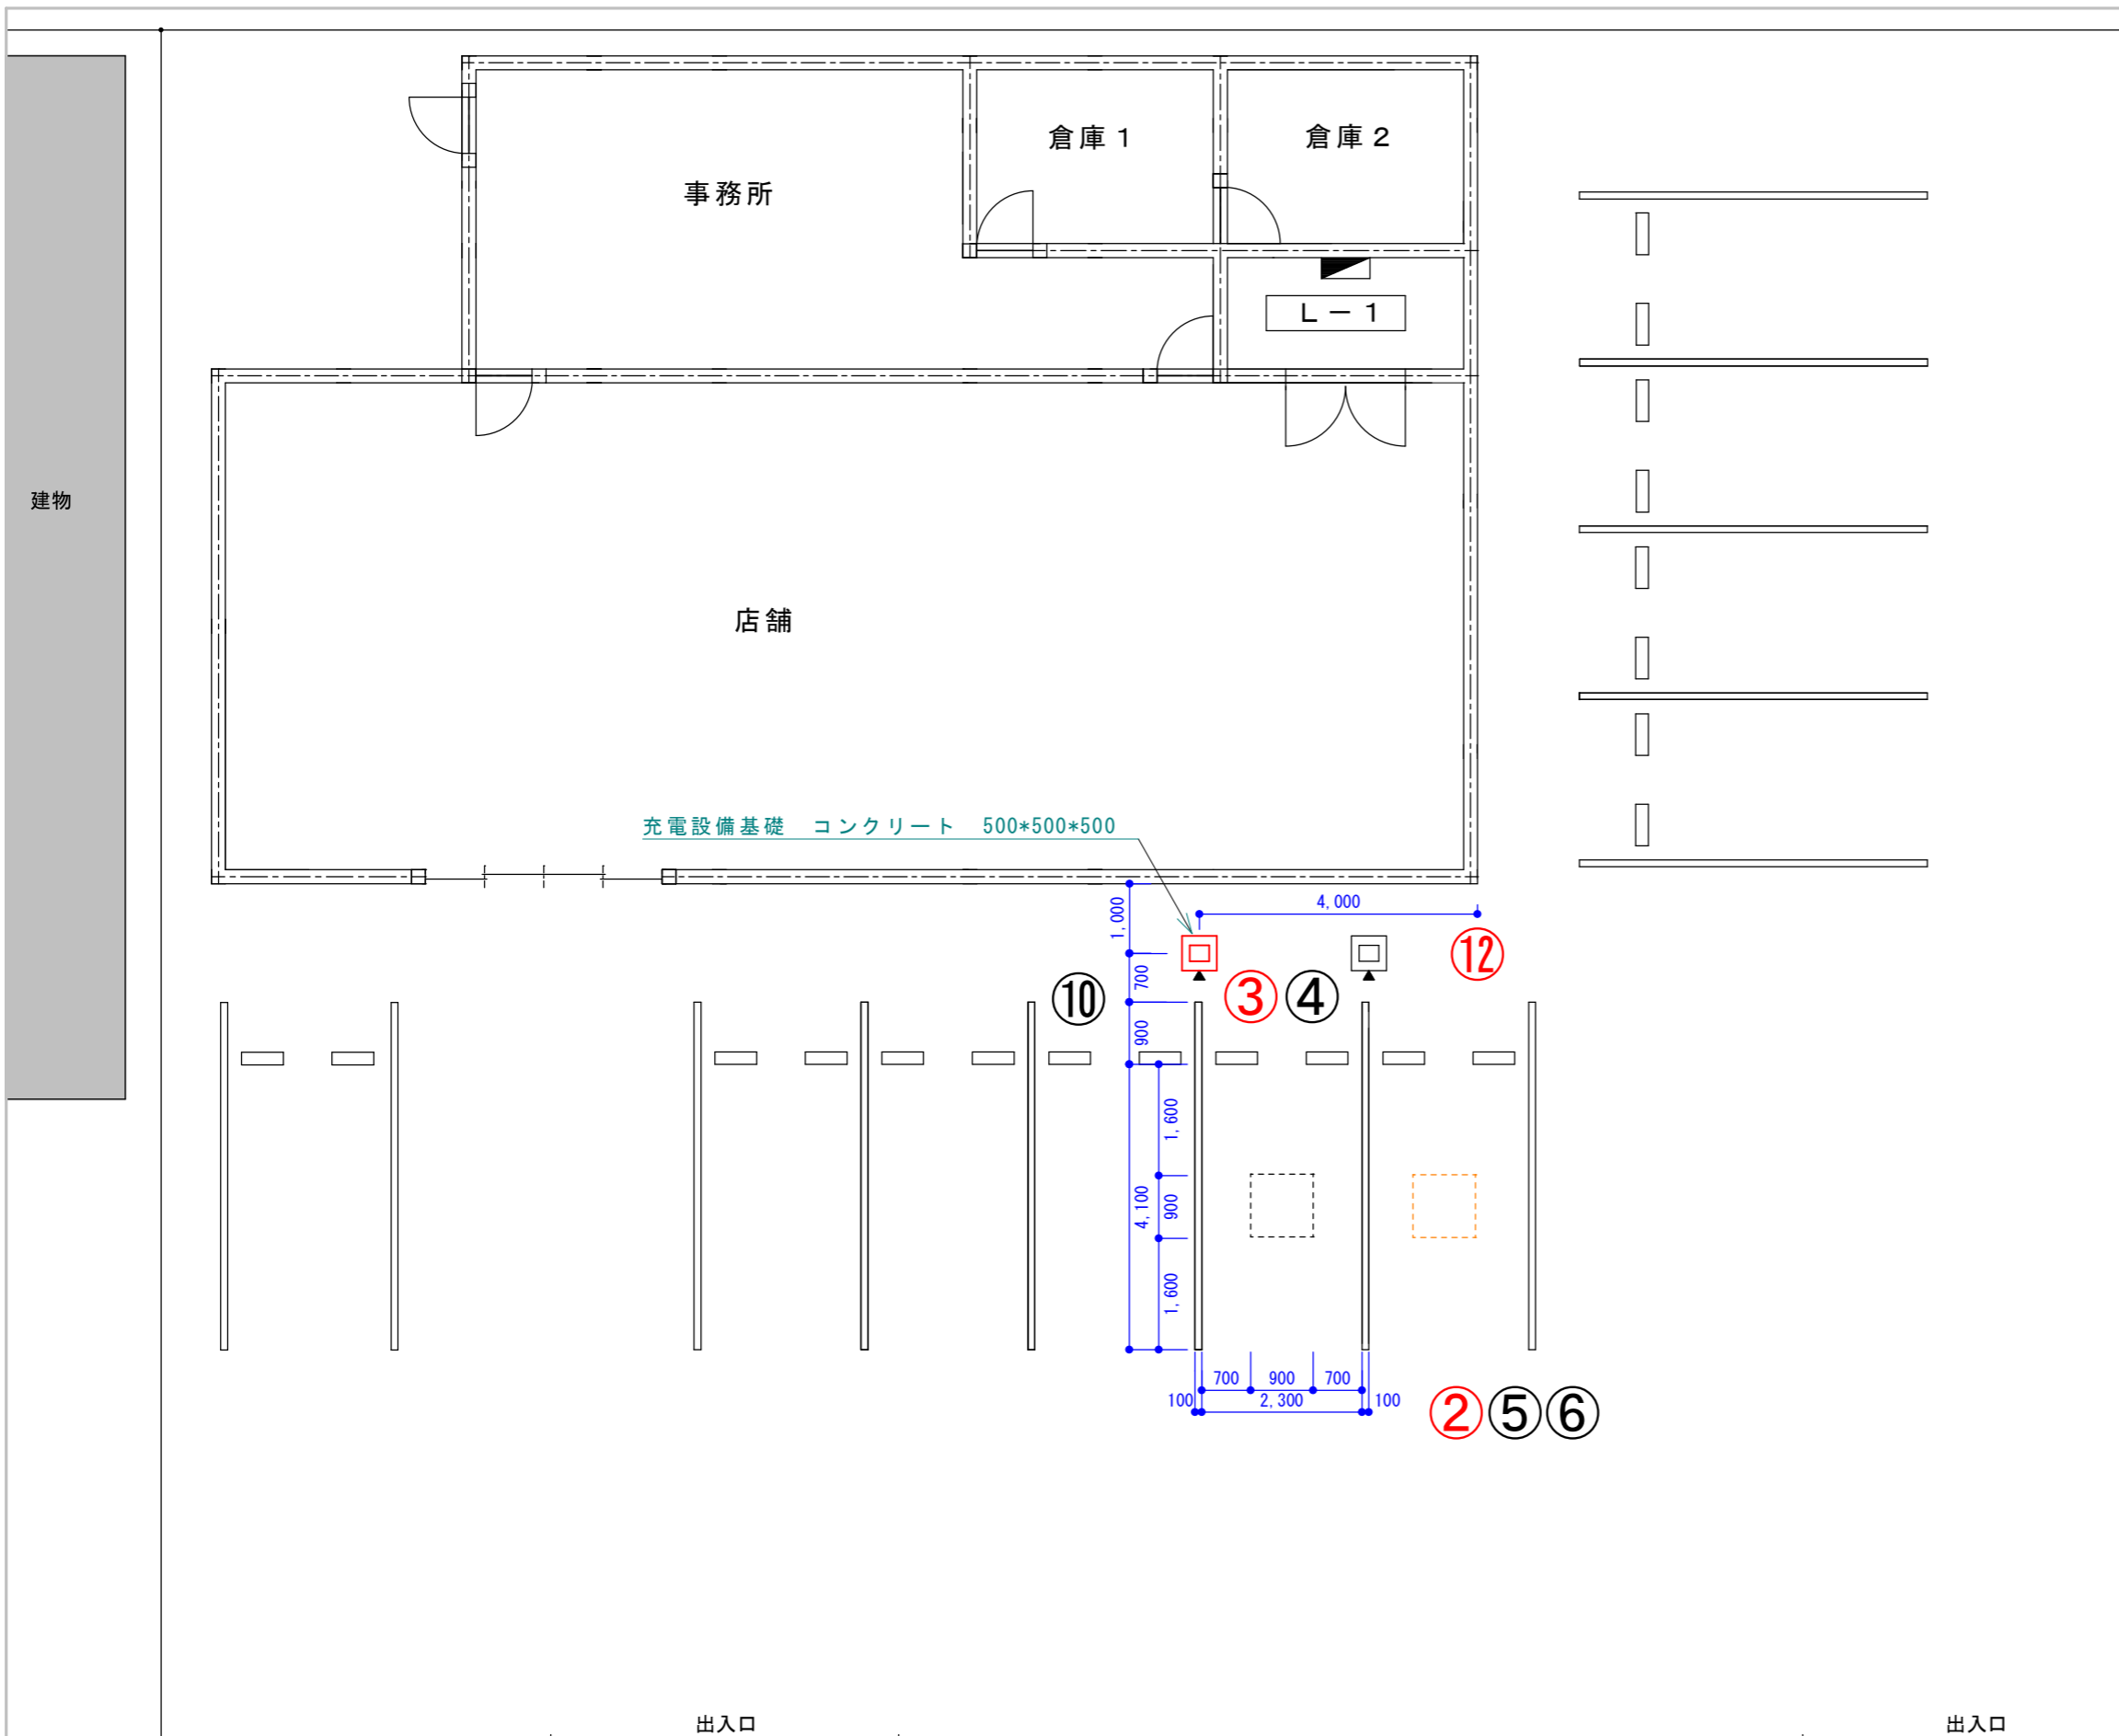 倉庫1
倉庫2
事務所
L-1
建物
店舗
充電設備基礎 コンクリート 500*500*500
4,000
1,000
700
⑫
⑩
③④
900
1,600
4,100
900
1,600
700 900 700
100 2,300 100
②⑤⑥
出入口
出入口